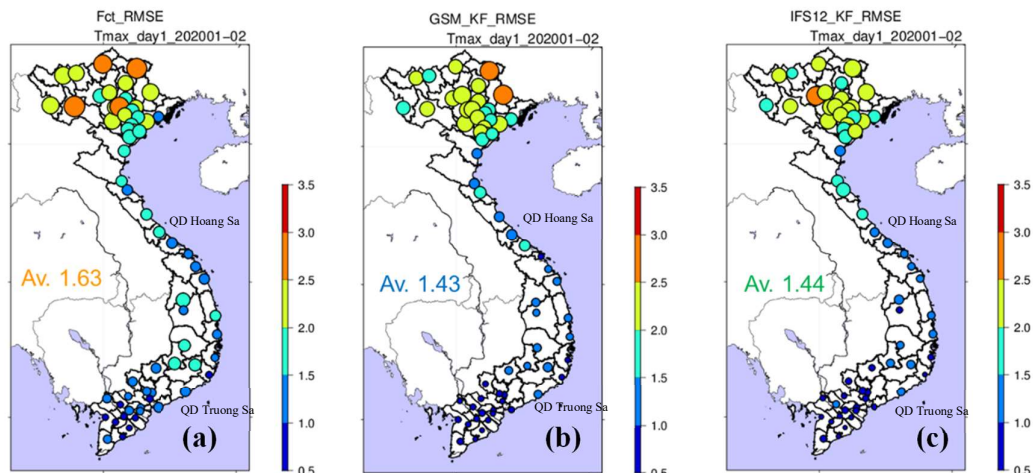 Fct_RMSE
Tmax_day1_202001-02
3.5
3.0
2.5
2.0
1.5
1.0
0.5
QD Hoang Sa
Av. 1.63
QD Truong Sa
(a)
GSM_KF_RMSE
Tmax_day1_202001-02
3.5
3.0
2.5
2.0
1.5
1.0
0.5
QD Hoang Sa
Av. 1.43
QD Truong Sa
(b)
IFS12_KF_RMSE
Tmax_day1_202001-02
3.5
3.0
2.5
2.0
1.5
1.0
0.5
QD Hoang Sa
Av. 1.44
QD Truong Sa
(c)